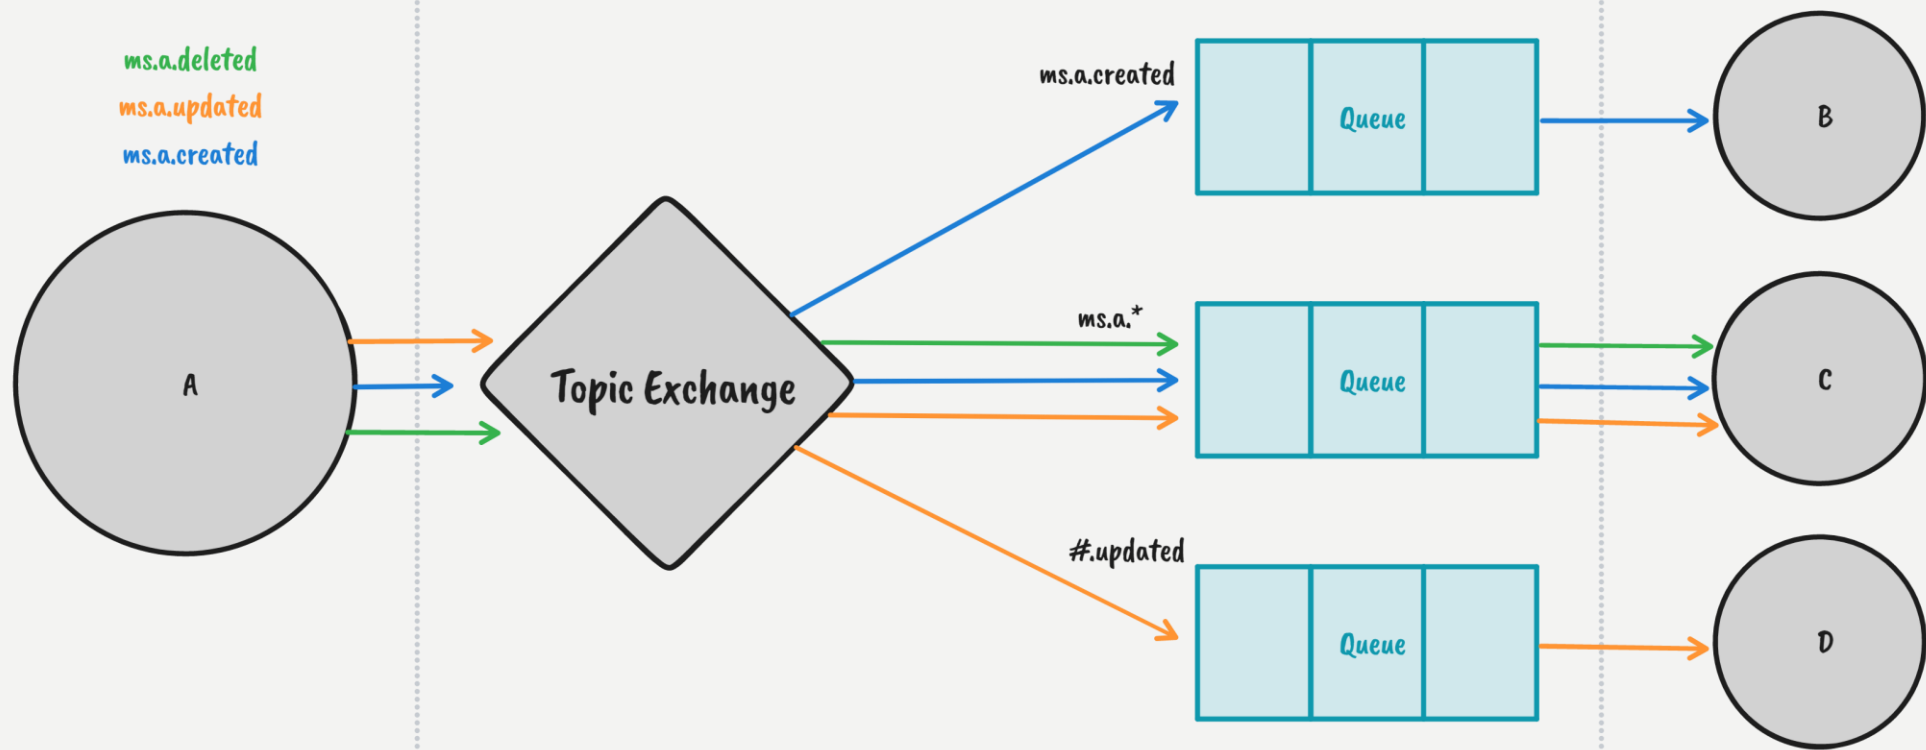 ms.a.deleted
ms.a.updated
ms.a.created
A
Topic Exchange
ms.a.created
Queue
B
ms.a.*
Queue
C
#.updated
Queue
D